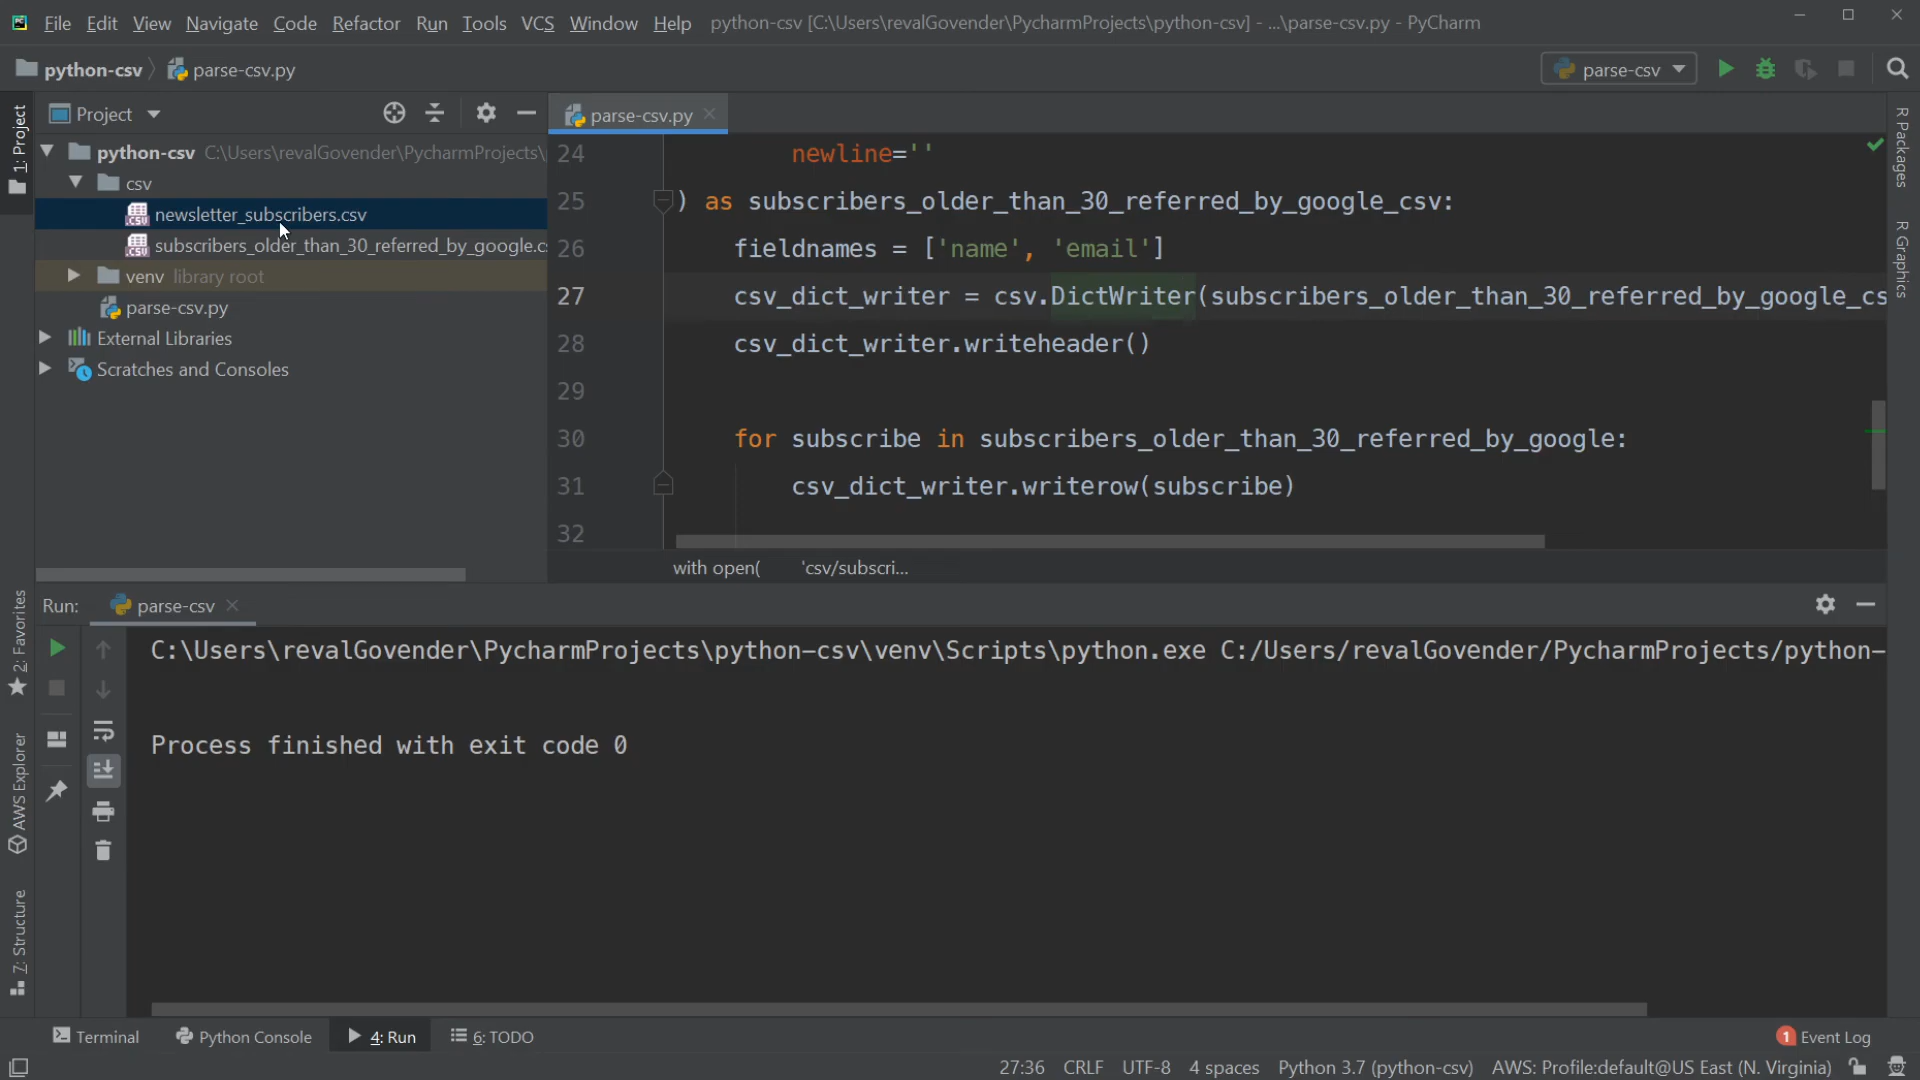 File Edit View Navigate Code Refactor Run Tools VCS Window Help python-csv [C:\Users\revalGovender\PycharmProjects\python-csv] - ...\parse-csv.py - PyCharm
python-csv parse-csv.py parse-csv
Project parse-csv.py
python-csv C:\Users\revalGovender\PycharmProjects\
csv
newsletter_subscribers.csv
subscribers_older_than_30_referred_by_google.cs
venv library root
parse-csv.py
External Libraries
Scratches and Consoles
24 newline=''
25 ) as subscribers_older_than_30_referred_by_google_csv:
26 fieldnames = ['name', 'email']
27 csv_dict_writer = csv.DictWriter(subscribers_older_than_30_referred_by_google_cs
28 csv_dict_writer.writeheader()
29
30 for subscribe in subscribers_older_than_30_referred_by_google:
31 csv_dict_writer.writerow(subscribe)
32
with open( 'csv/subscri...
1: Project
2: Favorites
AWS Explorer
7: Structure
R Packages
R Graphics
Run: parse-csv
C:\Users\revalGovender\PycharmProjects\python-csv\venv\Scripts\python.exe C:/Users/revalGovender/PycharmProjects/python-
Process finished with exit code 0
Terminal Python Console 4: Run 6: TODO 1 Event Log
27:36 CRLF UTF-8 4 spaces Python 3.7 (python-csv) AWS: Profile:default@US East (N. Virginia)